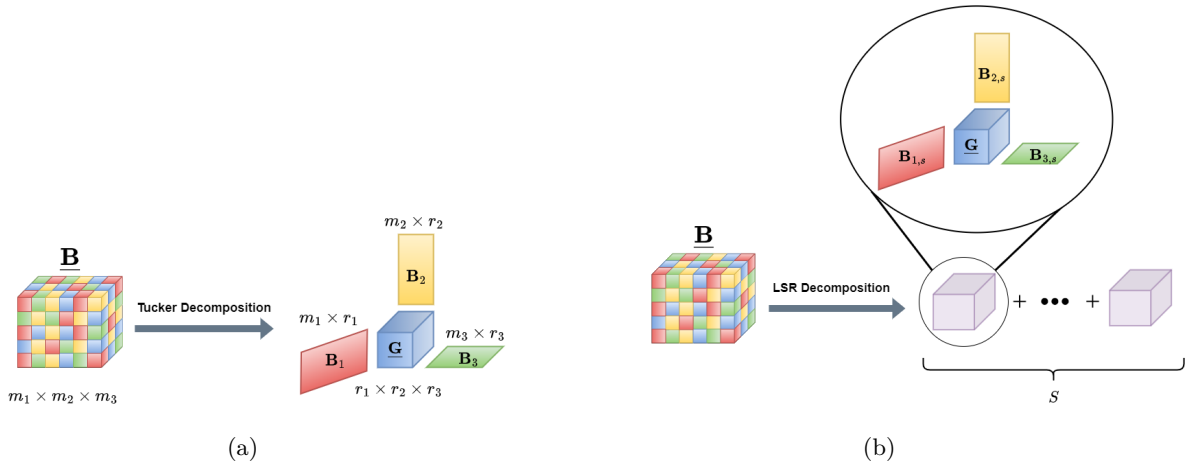 B
Tucker Decomposition
m₁ × m₂ × m₃
m₂ × r₂
B₂
m₁ × r₁
B₁
G
m₃ × r₃
B₃
r₁ × r₂ × r₃
(a)
B₂,ₛ
B₁,ₛ
G
B₃,ₛ
B
LSR Decomposition
+ ••• +
S
(b)